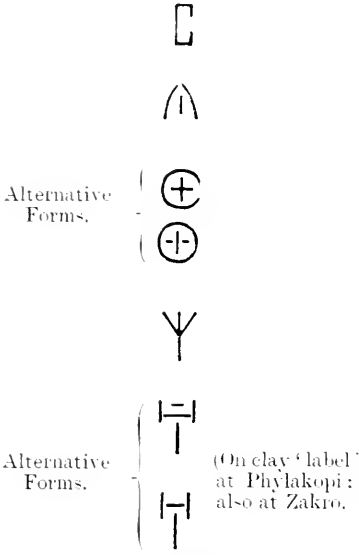 Alternative
Forms.
Alternative
Forms.
(On clay ‘label’
at Phylakopi:
also at Zakro.